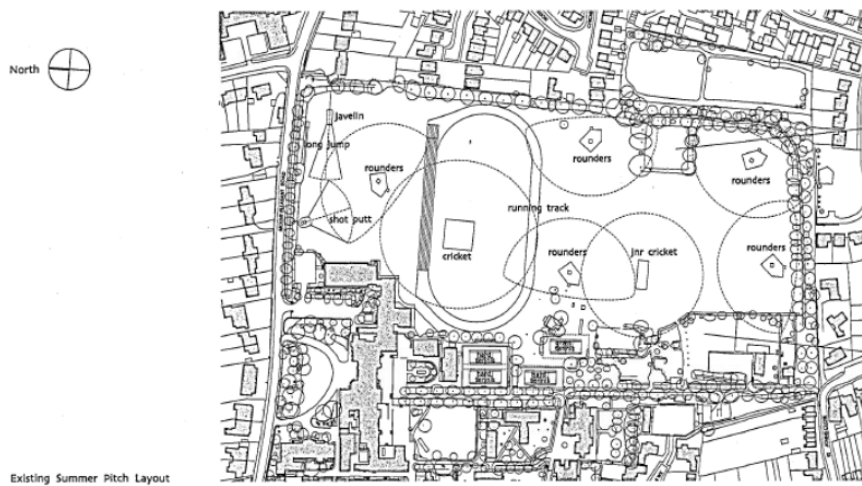 North
javelin
long jump
rounders
rounders
rounders
shot putt
running track
cricket
rounders
jnr cricket
rounders
Existing Summer Pitch Layout